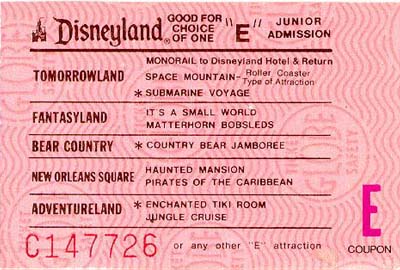 Disneyland® GOOD FOR CHOICE OF ONE "E" JUNIOR ADMISSION
TOMORROWLAND
MONORAIL to Disneyland Hotel & Return
SPACE MOUNTAIN- Roller Coaster Type of Attraction
* SUBMARINE VOYAGE
FANTASYLAND
IT'S A SMALL WORLD
MATTERHORN BOBSLEDS
BEAR COUNTRY * COUNTRY BEAR JAMBOREE
NEW ORLEANS SQUARE
HAUNTED MANSION
PIRATES OF THE CARIBBEAN
ADVENTURELAND
* ENCHANTED TIKI ROOM
JUNGLE CRUISE
E
COUPON
C147726 or any other "E" attraction